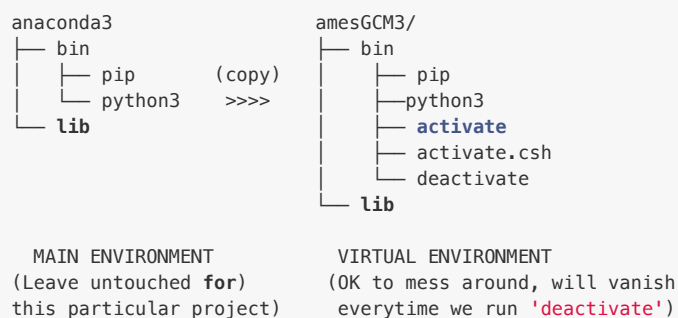 anaconda3                    amesGCM3/
├── bin                      ├── bin
│   ├── pip       (copy)     │    ├── pip
│   └── python3    >>>>      │    ├──python3
└── lib                      │    ├── activate
                             │    ├── activate.csh
                             │    └── deactivate
                             └── lib
  MAIN ENVIRONMENT             VIRTUAL ENVIRONMENT
(Leave untouched for)         (OK to mess around, will vanish
this particular project)       everytime we run 'deactivate')